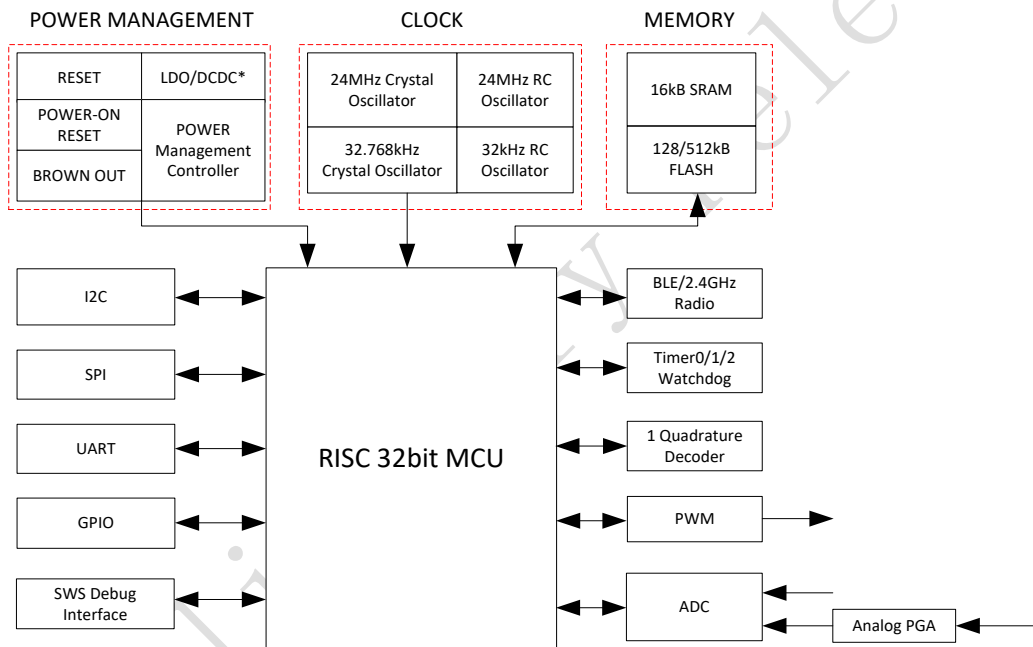 POWER MANAGEMENT
CLOCK
MEMORY
RESET
LDO/DCDC*
POWER-ON
RESET
POWER
Management
Controller
BROWN OUT
24MHz Crystal
Oscillator
24MHz RC
Oscillator
32.768kHz
Crystal Oscillator
32kHz RC
Oscillator
16kB SRAM
128/512kB
FLASH
I2C
SPI
UART
GPIO
SWS Debug
Interface
RISC 32bit MCU
BLE/2.4GHz
Radio
Timer0/1/2
Watchdog
1 Quadrature
Decoder
PWM
ADC
Analog PGA